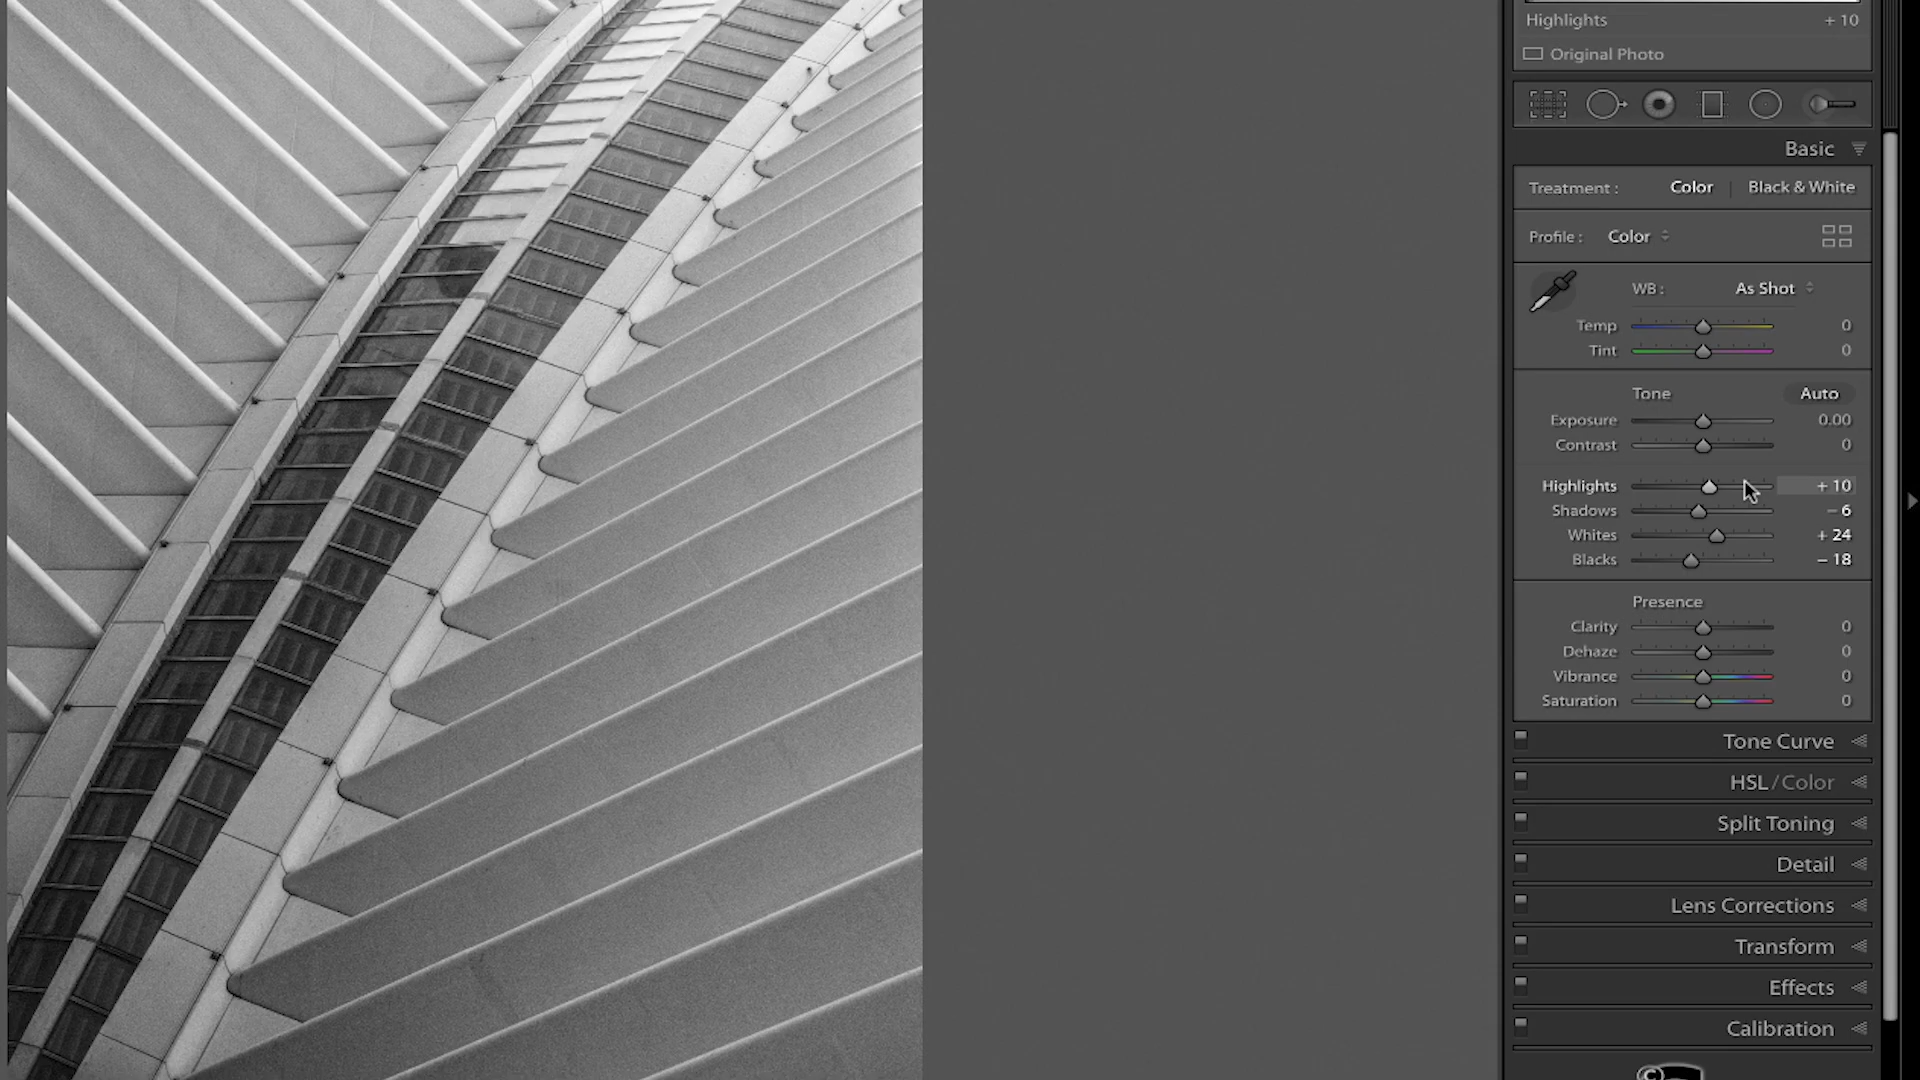 Highlights + 10
Original Photo
Basic
Treatment : Color | Black & White
Profile : Color
WB : As Shot
Temp 0
Tint 0
Tone Auto
Exposure 0.00
Contrast 0
Highlights + 10
Shadows – 6
Whites + 24
Blacks – 18
Presence
Clarity 0
Dehaze 0
Vibrance 0
Saturation 0
Tone Curve
HSL / Color
Split Toning
Detail
Lens Corrections
Transform
Effects
Calibration